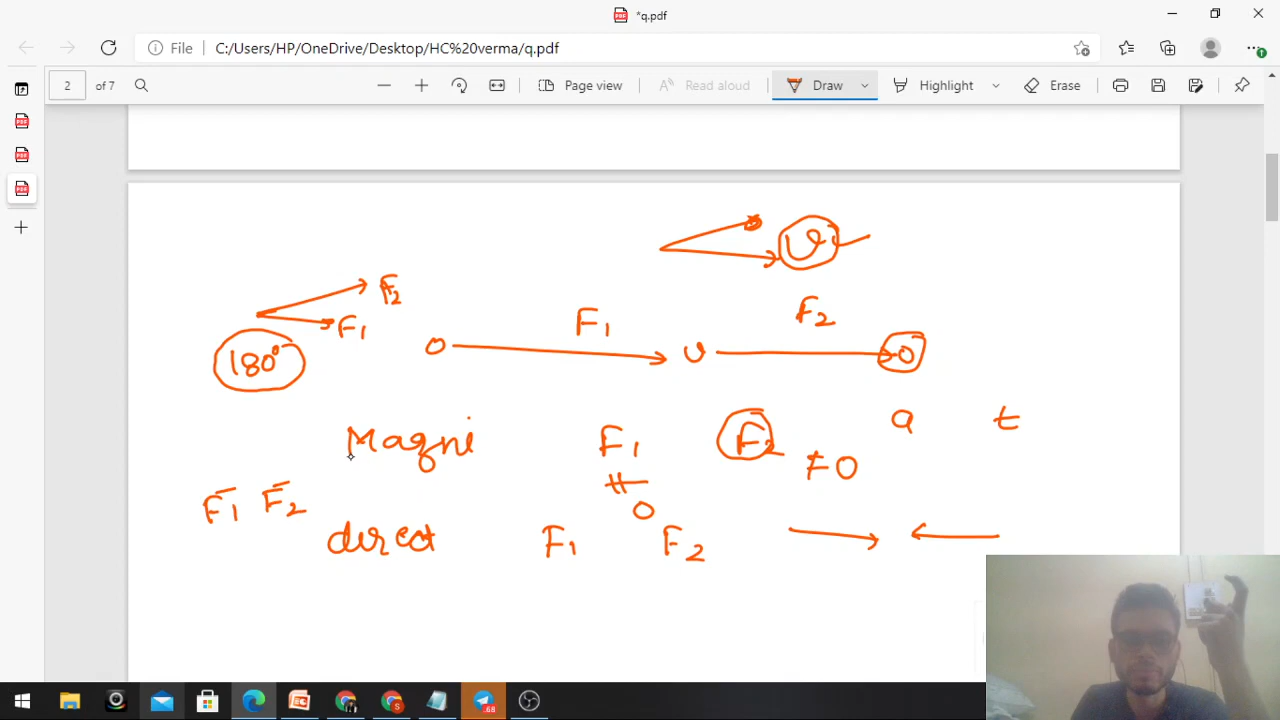 *q.pdf
File C:/Users/HP/OneDrive/Desktop/HC%20verma/q.pdf
2 of 7 Page view Read aloud Draw Highlight Erase
v
F2
F1
F1
F2
180°
0
v
0
Magni
F1
F2
≠0
a
t
F1 F2
0
direct
F1
F2
68